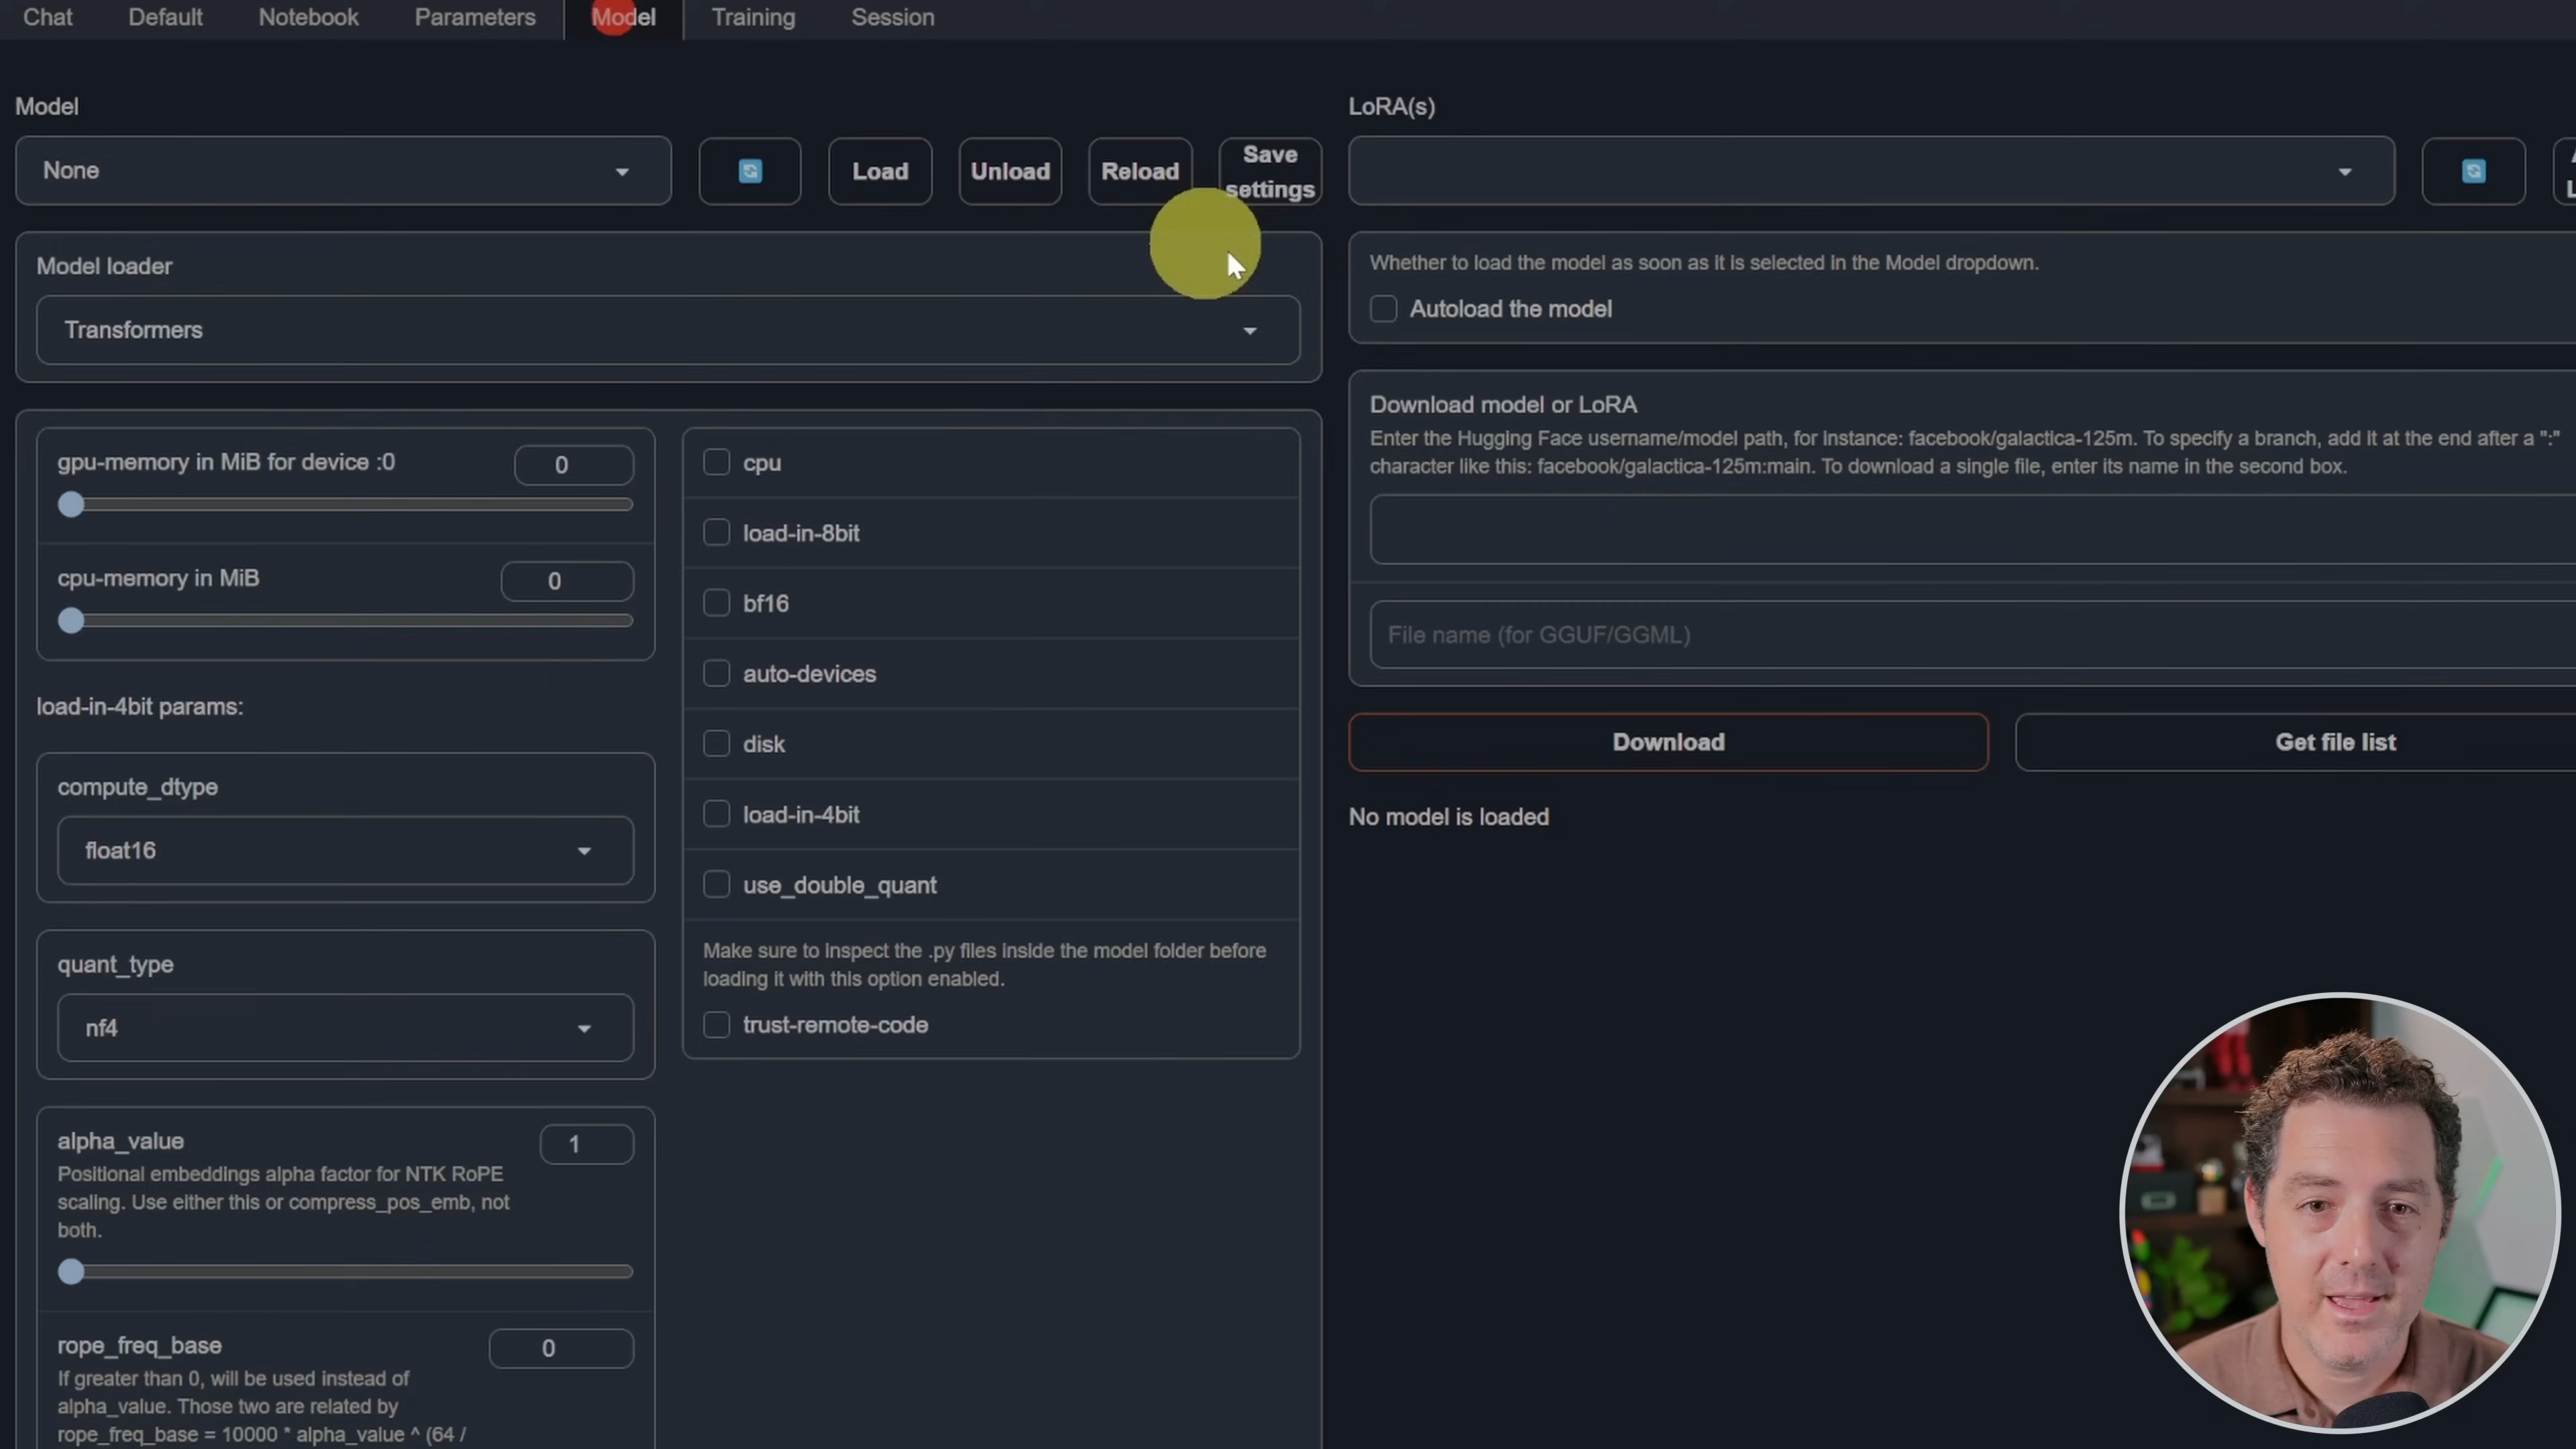 Chat Default Notebook Parameters Model Training Session
Model
None
Load
Unload
Reload
Save
settings
Model loader
Transformers
gpu-memory in MiB for device :0
0
cpu-memory in MiB
0
load-in-4bit params:
compute_dtype
float16
quant_type
nf4
alpha_value
1
Positional embeddings alpha factor for NTK RoPE
scaling. Use either this or compress_pos_emb, not
both.
rope_freq_base
0
If greater than 0, will be used instead of
alpha_value. Those two are related by
rope_freq_base = 10000 * alpha_value ^ (64 /
cpu
load-in-8bit
bf16
auto-devices
disk
load-in-4bit
use_double_quant
Make sure to inspect the .py files inside the model folder before
loading it with this option enabled.
trust-remote-code
LoRA(s)
Whether to load the model as soon as it is selected in the Model dropdown.
Autoload the model
Download model or LoRA
Enter the Hugging Face username/model path, for instance: facebook/galactica-125m. To specify a branch, add it at the end after a ":"
character like this: facebook/galactica-125m:main. To download a single file, enter its name in the second box.
File name (for GGUF/GGML)
Download
Get file list
No model is loaded